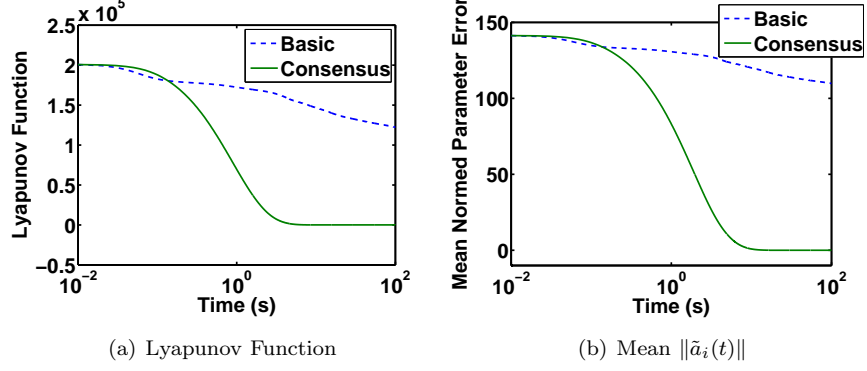 x 10^5
2.5
2
1.5
1
0.5
0
−0.5
Lyapunov Function
Basic
Consensus
10^−2
10^0
10^2
Time (s)
(a) Lyapunov Function
150
100
50
0
Mean Normed Parameter Error
Basic
Consensus
10^−2
10^0
10^2
Time (s)
(b) Mean ‖ã_i(t)‖